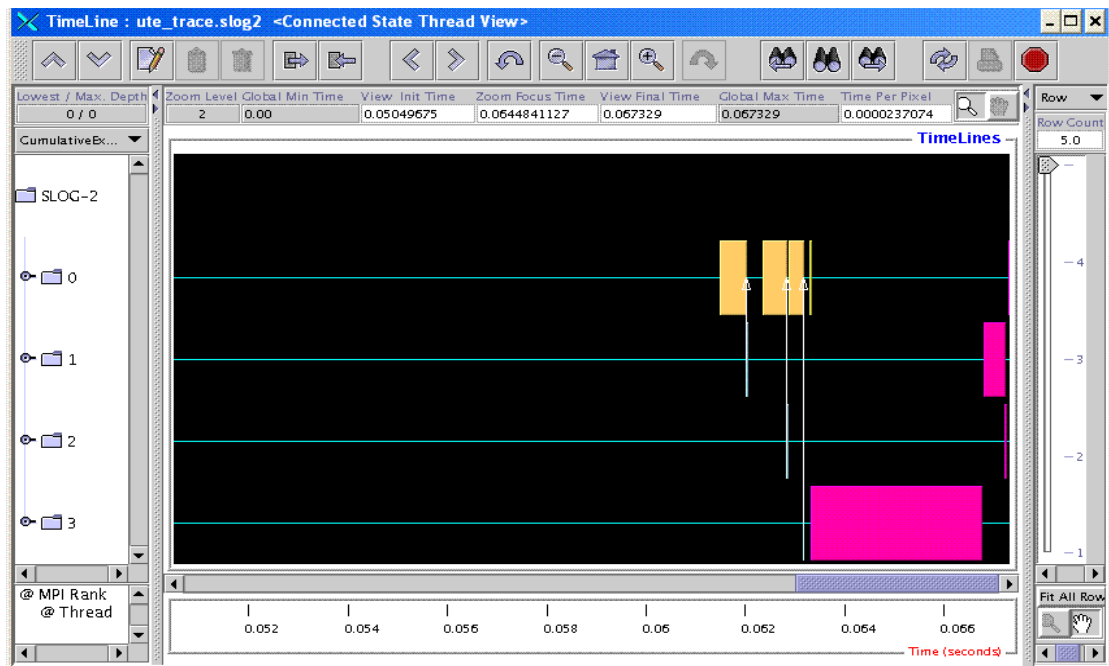 TimeLine : ute_trace.slog2 <Connected State Thread View>
Lowest / Max. Depth Zoom Level Global Min Time View Init Time Zoom Focus Time View Final Time Global Max Time Time Per Pixel Row
0 / 0 2 0.00 0.05049675 0.0644841127 0.067329 0.067329 0.0000237074 Row Count
CumulativeEx... TimeLines 5.0
SLOG-2
0 4
1 3
2 2
3 1
@ MPI Rank
@ Thread
Fit All Row
0.052 0.054 0.056 0.058 0.06 0.062 0.064 0.066
Time (seconds)